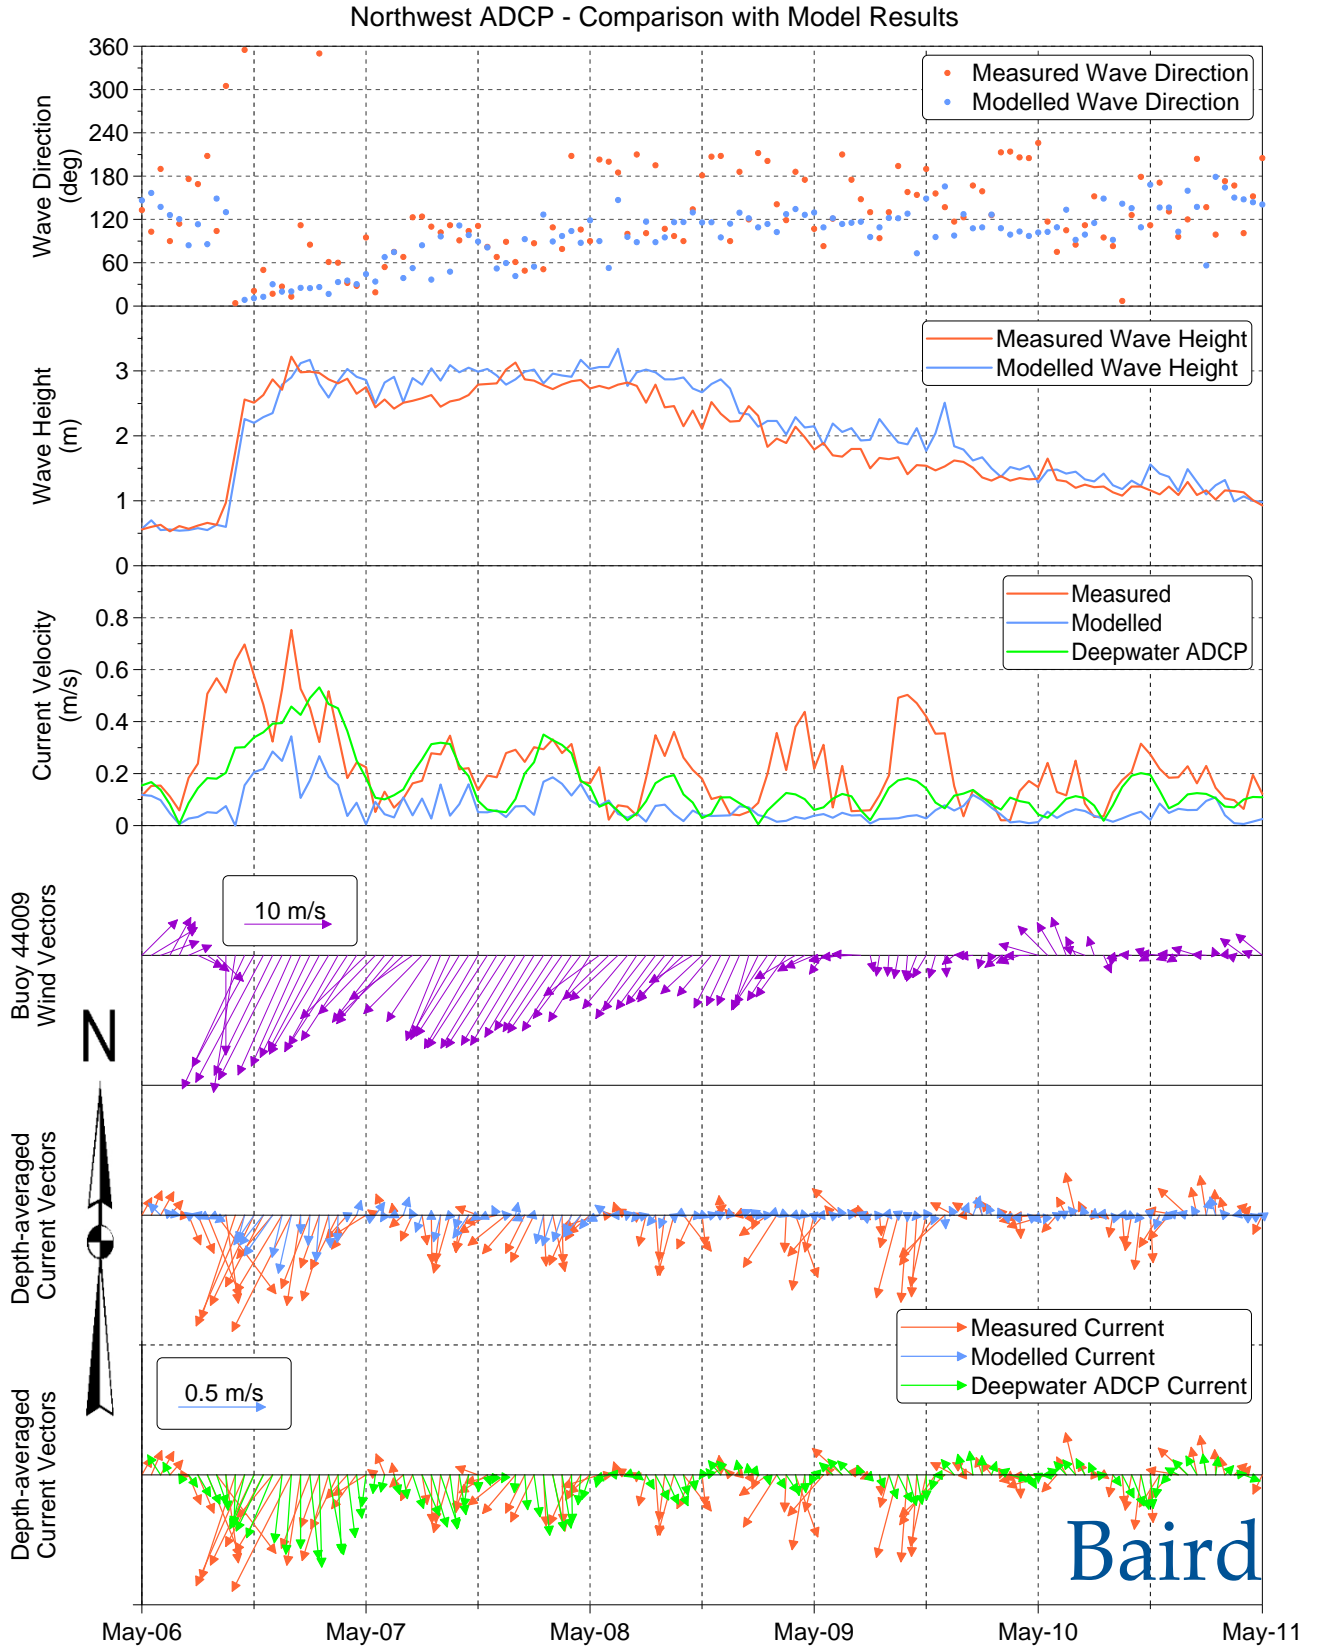 Northwest ADCP - Comparison with Model Results
Wave Direction
(deg)
360
300
240
180
120
60
0
Measured Wave Direction
Modelled Wave Direction
Wave Height
(m)
3
2
1
0
Measured Wave Height
Modelled Wave Height
Current Velocity
(m/s)
0.8
0.6
0.4
0.2
0
Measured
Modelled
Deepwater ADCP
Buoy 44009
Wind Vectors
10 m/s
N
Depth-averaged
Current Vectors
Measured Current
Modelled Current
Deepwater ADCP Current
Depth-averaged
Current Vectors
0.5 m/s
Baird
May-06
May-07
May-08
May-09
May-10
May-11